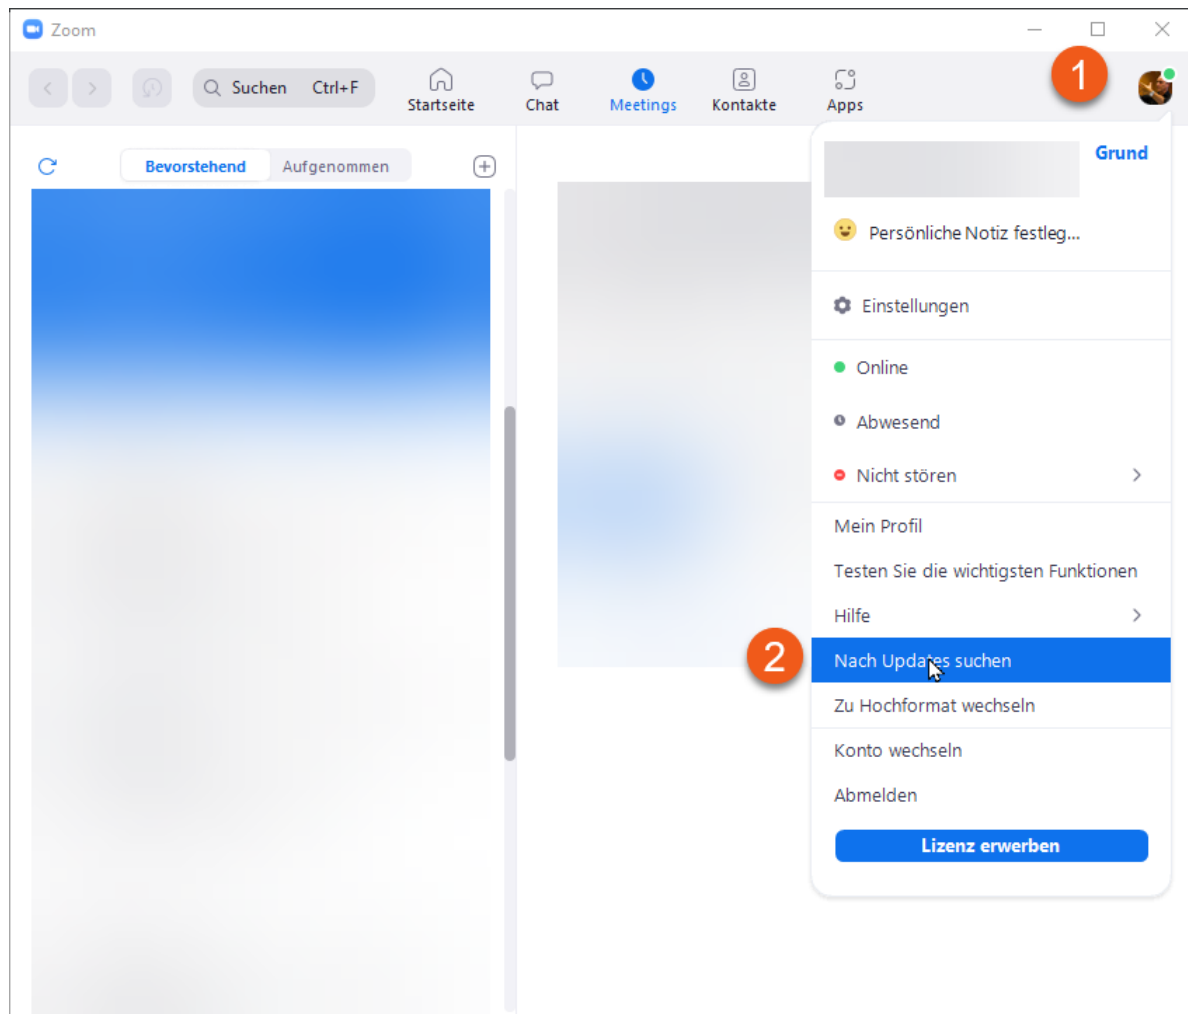 Zoom
Suchen Ctrl+F
Startseite
Chat
Meetings
Kontakte
Apps
1
Bevorstehend
Aufgenommen
Grund
Persönliche Notiz festleg...
Einstellungen
Online
Abwesend
Nicht stören
Mein Profil
Testen Sie die wichtigsten Funktionen
Hilfe
2
Nach Updates suchen
Zu Hochformat wechseln
Konto wechseln
Abmelden
Lizenz erwerben